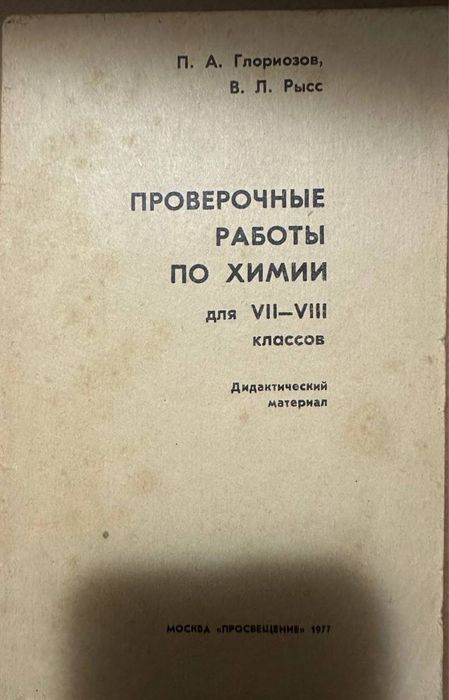 П. А. Глориозов,
В. Л. Рысс
ПРОВЕРОЧНЫЕ
РАБОТЫ
ПО ХИМИИ
для VII—VIII
классов
Дидактический
материал
МОСКВА «ПРОСВЕЩЕНИЕ» 1977